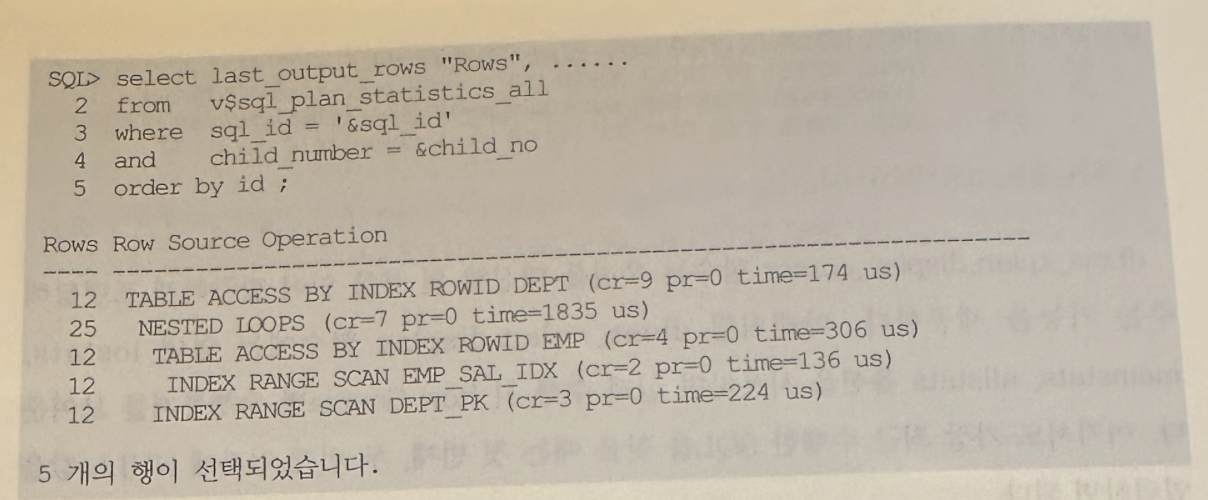 SQL> select last_output_rows "Rows", ......
  2  from   v$sql_plan_statistics_all
  3  where  sql_id = '&sql_id'
  4  and    child_number = &child_no
  5  order by id ;
Rows Row Source Operation
---- ---------------------------------------------------------------------
  12  TABLE ACCESS BY INDEX ROWID DEPT (cr=9 pr=0 time=174 us)
  25   NESTED LOOPS (cr=7 pr=0 time=1835 us)
  12    TABLE ACCESS BY INDEX ROWID EMP (cr=4 pr=0 time=306 us)
  12     INDEX RANGE SCAN EMP_SAL_IDX (cr=2 pr=0 time=136 us)
  12    INDEX RANGE SCAN DEPT_PK (cr=3 pr=0 time=224 us)
5 개의 행이 선택되었습니다.